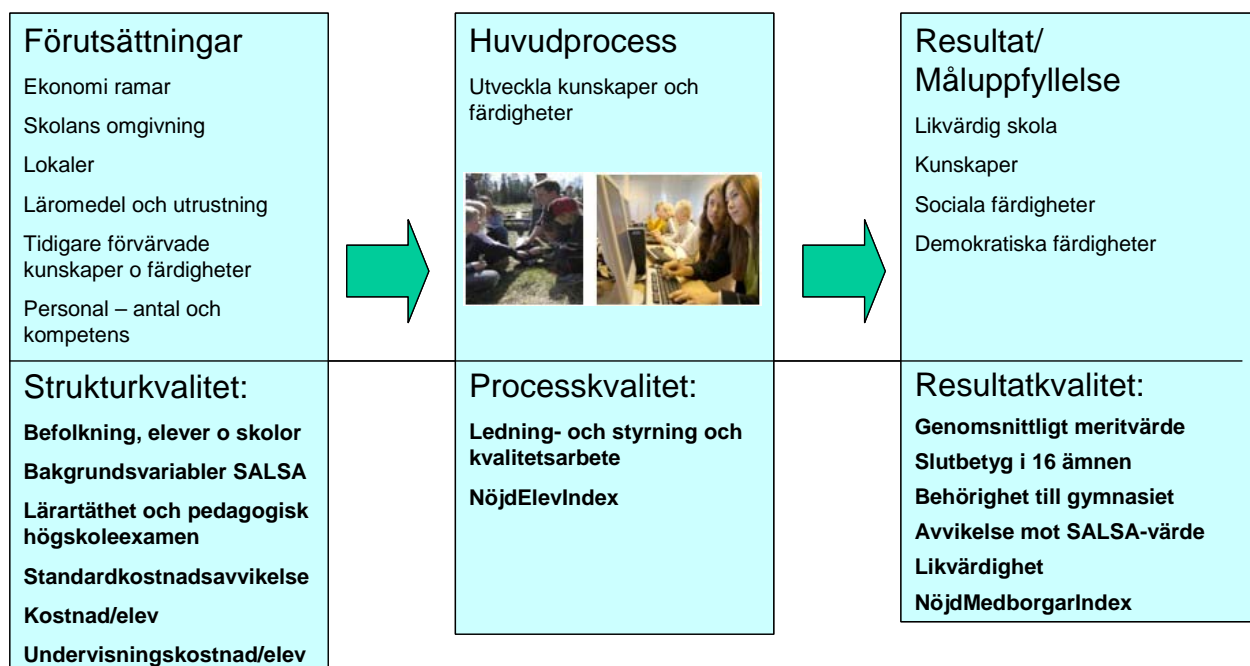 Förutsättningar
Ekonomi ramar
Skolans omgivning
Lokaler
Läromedel och utrustning
Tidigare förvärvade
kunskaper o färdigheter
Personal – antal och
kompetens
Strukturkvalitet:
Befolkning, elever o skolor
Bakgrundsvariabler SALSA
Lärartäthet och pedagogisk
högskoleexamen
Standardkostnadsavvikelse
Kostnad/elev
Undervisningskostnad/elev
Huvudprocess
Utveckla kunskaper och
färdigheter
Processkvalitet:
Ledning- och styrning och
kvalitetsarbete
NöjdElevIndex
Resultat/
Måluppfyllelse
Likvärdig skola
Kunskaper
Sociala färdigheter
Demokratiska färdigheter
Resultatkvalitet:
Genomsnittligt meritvärde
Slutbetyg i 16 ämnen
Behörighet till gymnasiet
Avvikelse mot SALSA-värde
Likvärdighet
NöjdMedborgarIndex